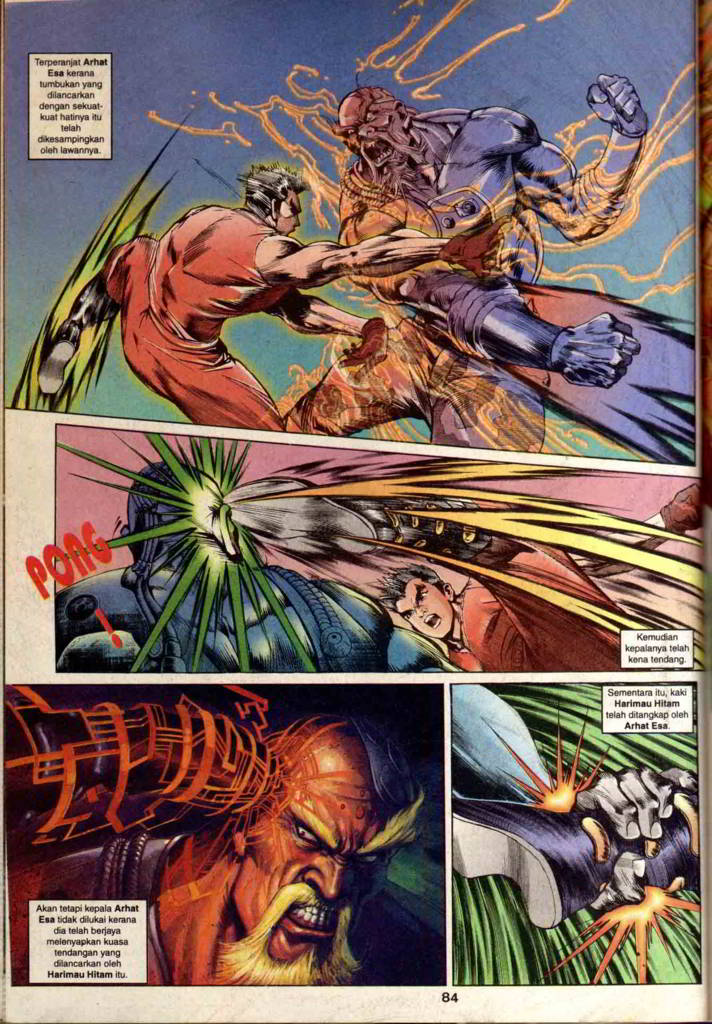 Terperanjat Arhat
Esa kerana
tumbukan yang
dilancarkan
dengan sekuat-
kuat hatinya itu
telah
dikesampingkan
oleh lawannya.
PONG
!
Kemudian
kepalanya telah
kena tendang.
Akan tetapi kepala Arhat
Esa tidak dilukai kerana
dia telah berjaya
melenyapkan kuasa
tendangan yang
dilancarkan oleh
Harimau Hitam itu.
Sementara itu, kaki
Harimau Hitam
telah ditangkap oleh
Arhat Esa.
84